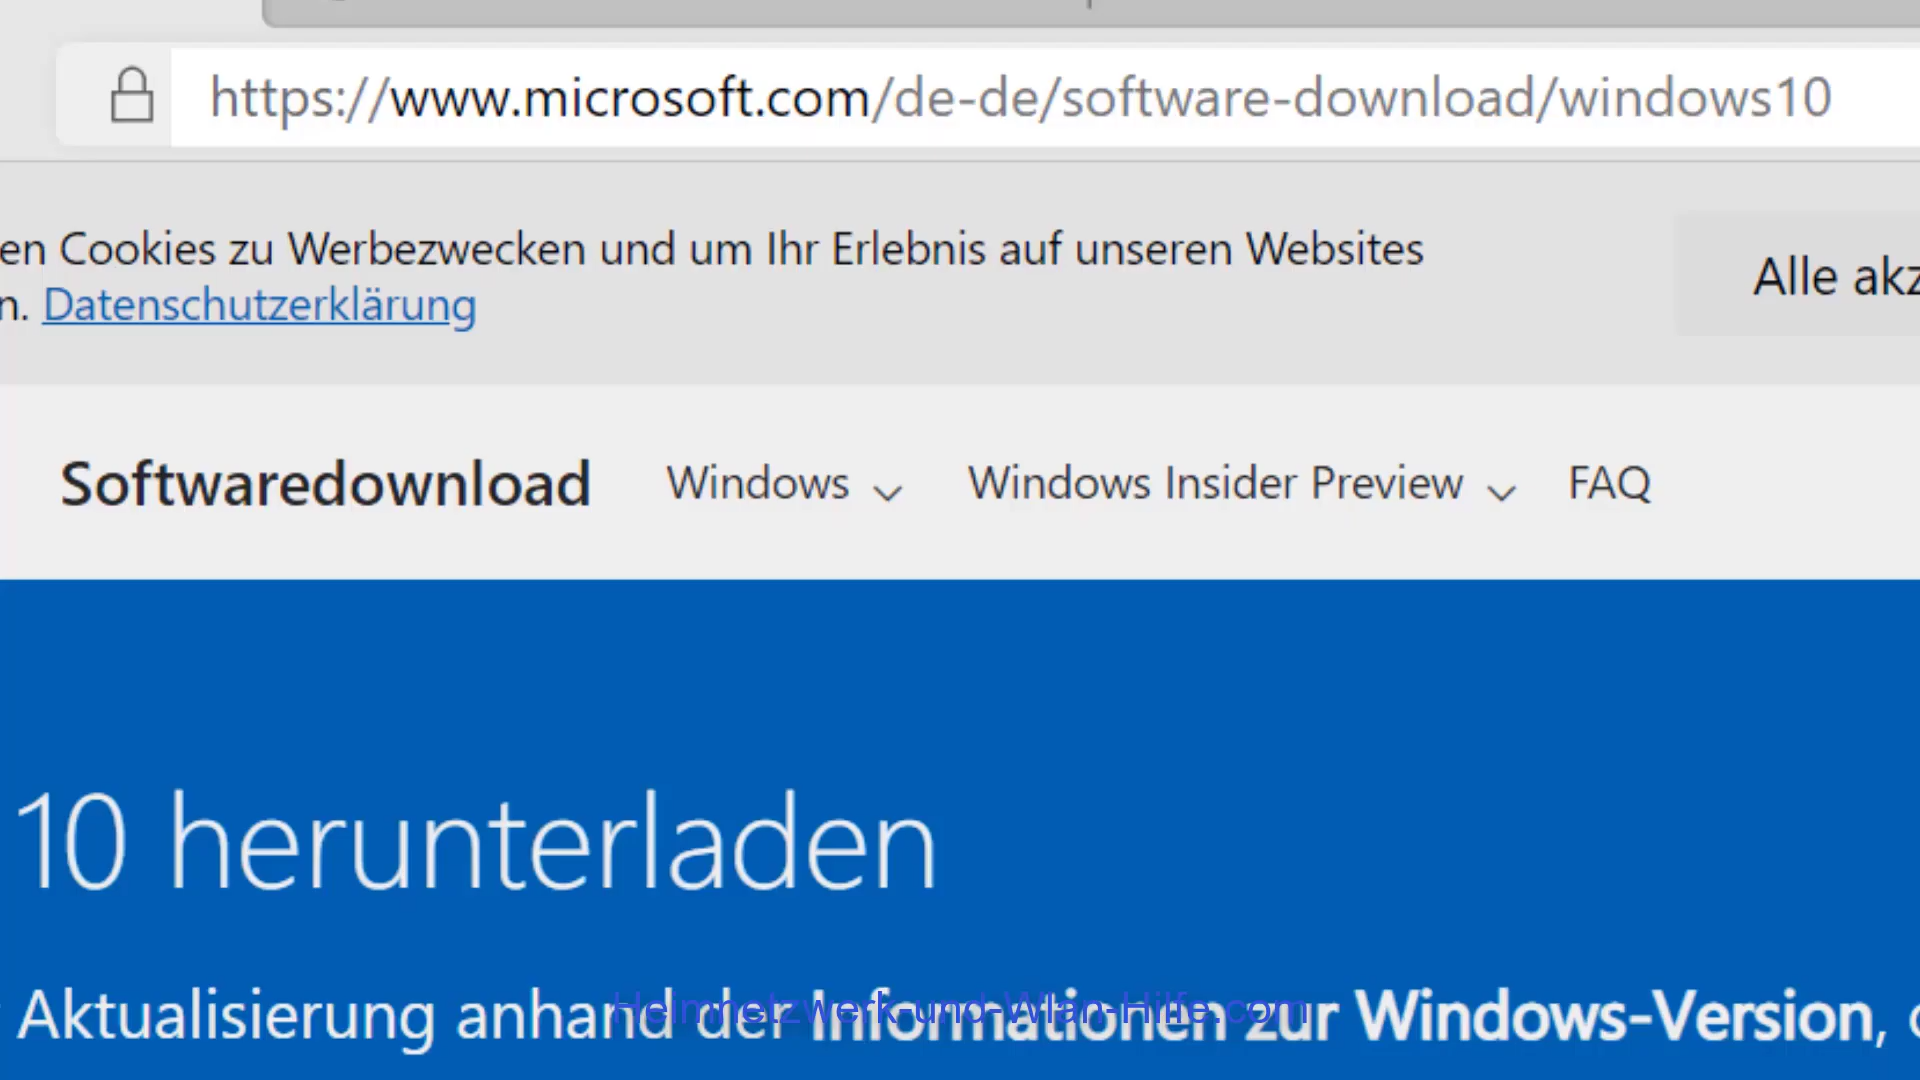 https://www.microsoft.com/de-de/software-download/windows10
en Cookies zu Werbezwecken und um Ihr Erlebnis auf unseren Websites
n. Datenschutzerklärung
Alle akz
Softwaredownload Windows Windows Insider Preview FAQ
10 herunterladen
Aktualisierung anhand der Informationen zur Windows-Version,
Heimnetzwerk-und-Wlan-Hilfe.com